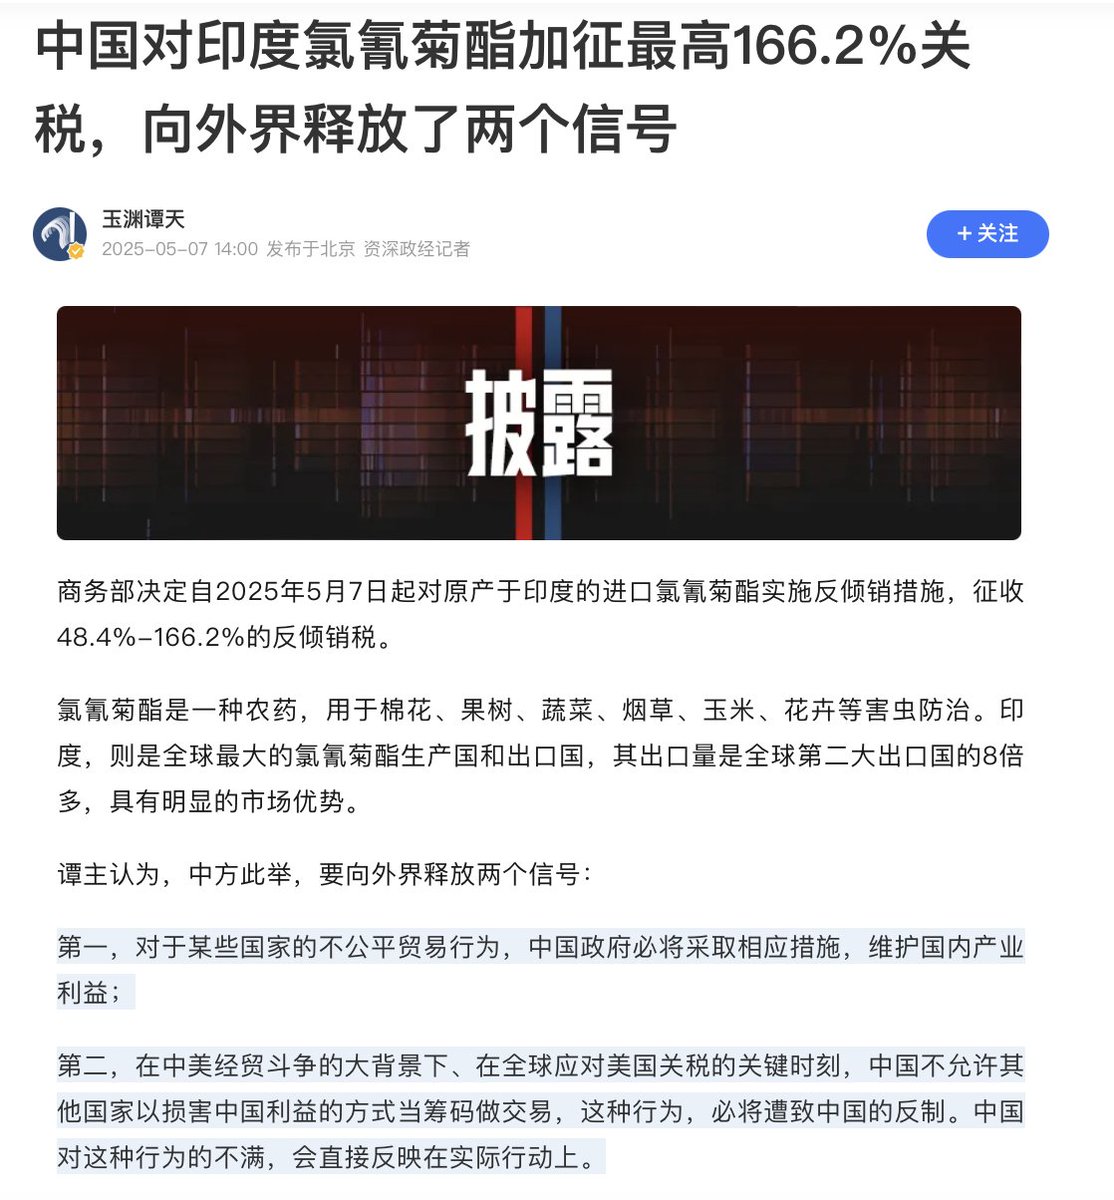 中国对印度氯氰菊酯加征最高166.2%关
税，向外界释放了两个信号
玉渊谭天
2025-05-07 14:00 发布于北京 资深政经记者
+ 关注
披露
商务部决定自2025年5月7日起对原产于印度的进口氯氰菊酯实施反倾销措施，征收
48.4%-166.2%的反倾销税。
氯氰菊酯是一种农药，用于棉花、果树、蔬菜、烟草、玉米、花卉等害虫防治。印
度，则是全球最大的氯氰菊酯生产国和出口国，其出口量是全球第二大出口国的8倍
多，具有明显的市场优势。
谭主认为，中方此举，要向外界释放两个信号：
第一，对于某些国家的不公平贸易行为，中国政府必将采取相应措施，维护国内产业
利益；
第二，在中美经贸斗争的大背景下、在全球应对美国关税的关键时刻，中国不允许其
他国家以损害中国利益的方式当筹码做交易，这种行为，必将遭致中国的反制。中国
对这种行为的不满，会直接反映在实际行动上。